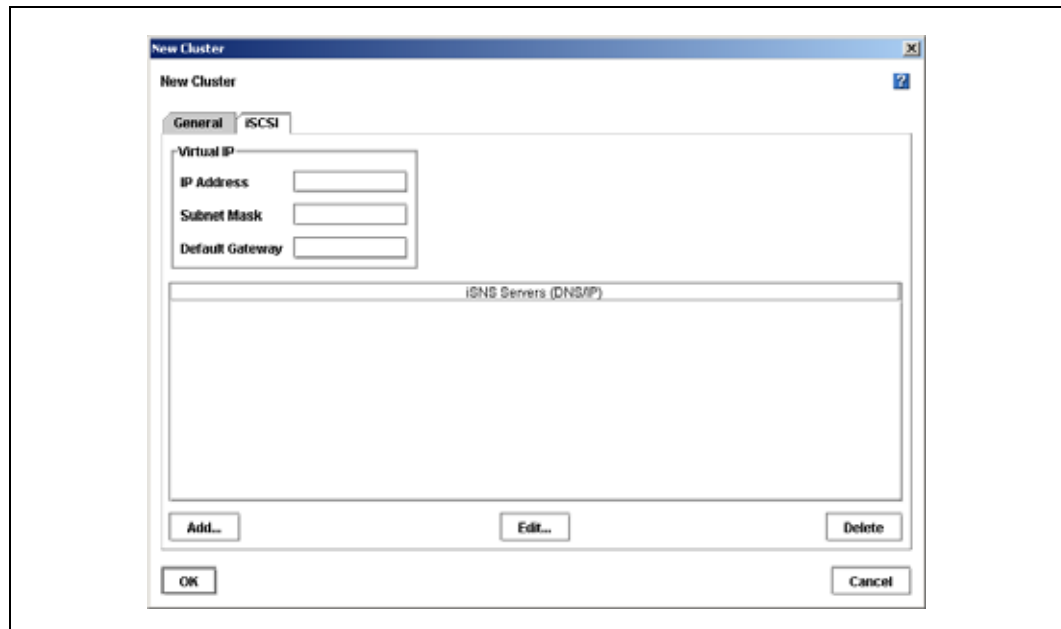 New Cluster
New Cluster
General iSCSI
Virtual IP
IP Address
Subnet Mask
Default Gateway
iSNS Servers (DNS/IP)
Add... Edit... Delete
OK Cancel